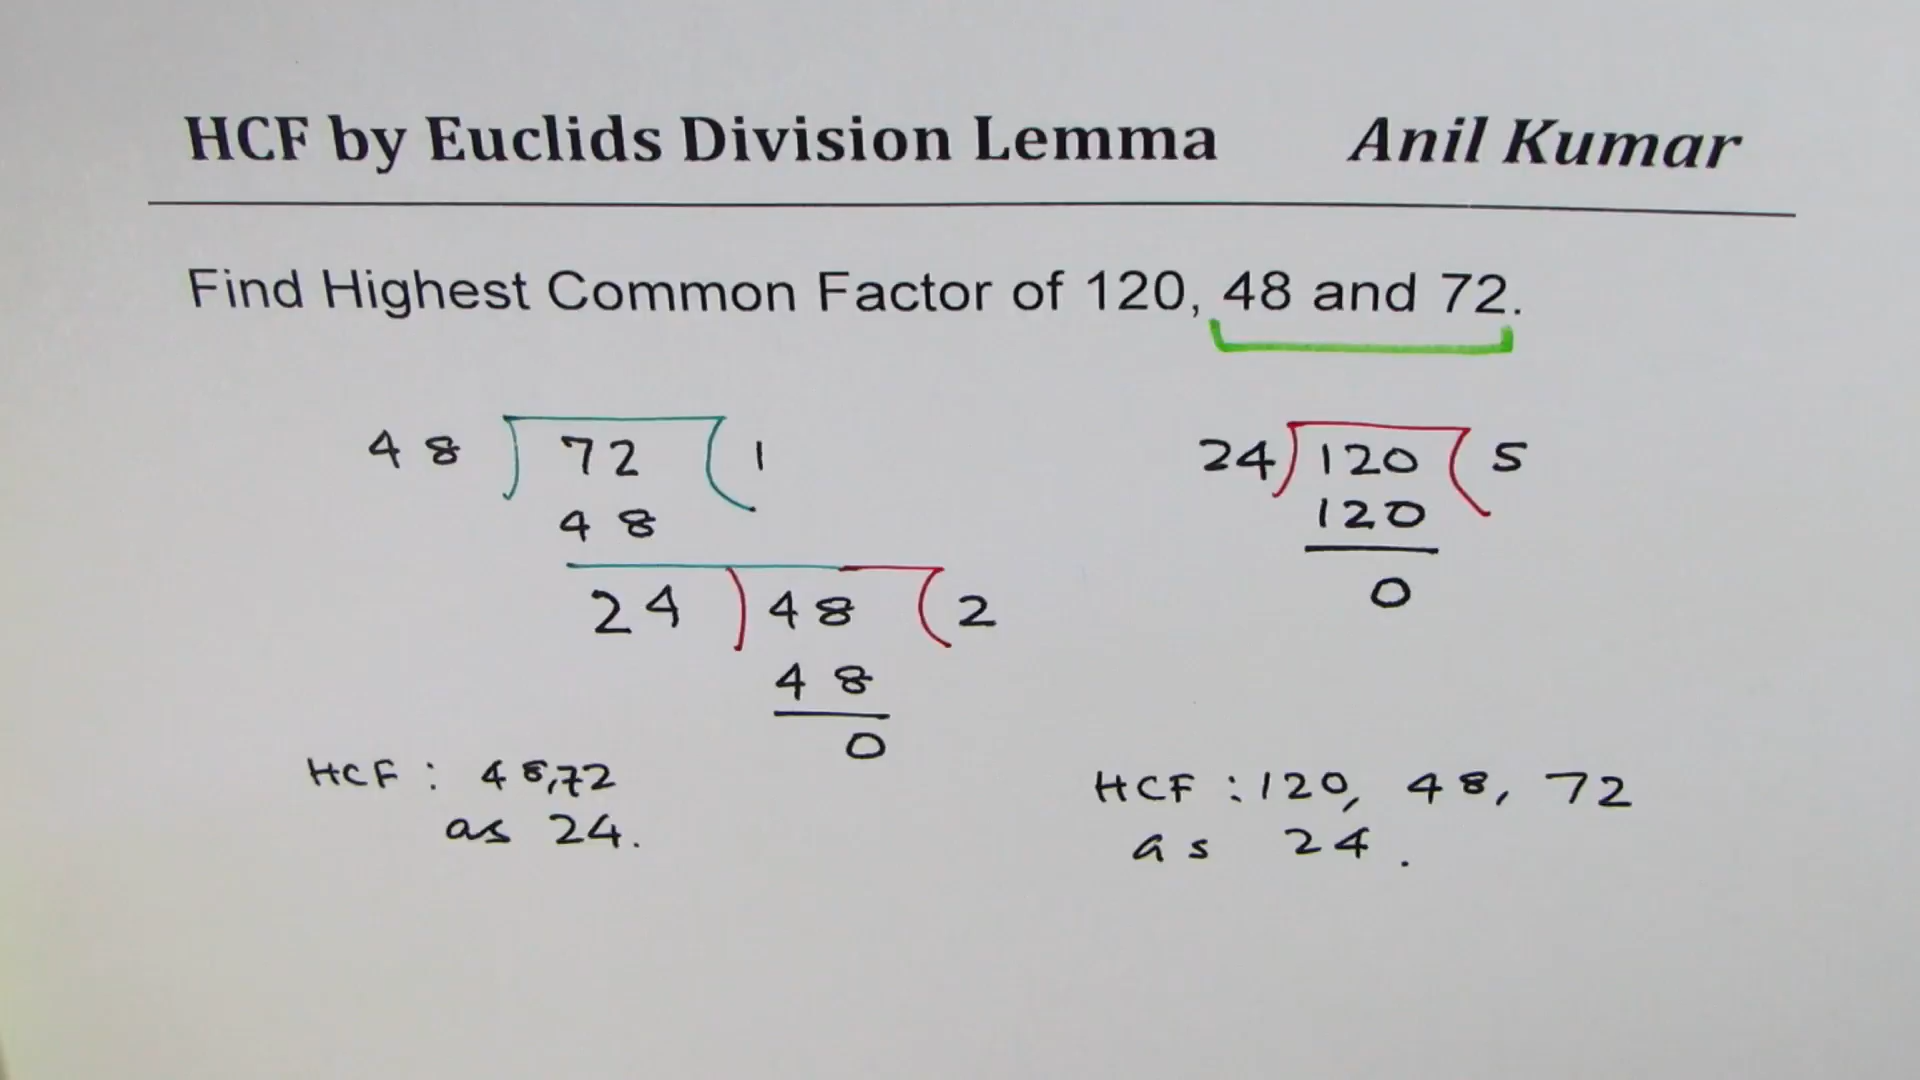 HCF by Euclids Division Lemma Anil Kumar
Find Highest Common Factor of 120, 48 and 72.
48 72 1
48
24 48 2
48
0
HCF : 48,72
as 24.
24 120 5
120
0
HCF : 120, 48, 72
as 24.